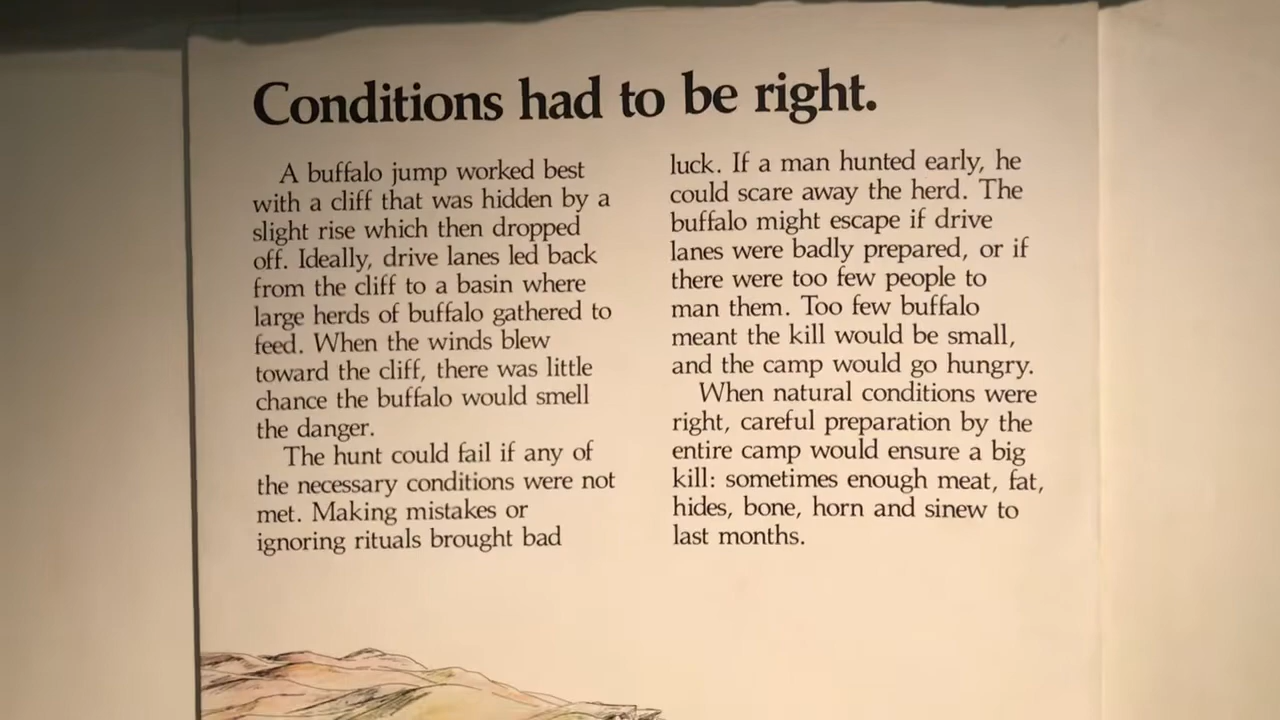 Conditions had to be right.
A buffalo jump worked best
with a cliff that was hidden by a
slight rise which then dropped
off. Ideally, drive lanes led back
from the cliff to a basin where
large herds of buffalo gathered to
feed. When the winds blew
toward the cliff, there was little
chance the buffalo would smell
the danger.
The hunt could fail if any of
the necessary conditions were not
met. Making mistakes or
ignoring rituals brought bad
luck. If a man hunted early, he
could scare away the herd. The
buffalo might escape if drive
lanes were badly prepared, or if
there were too few people to
man them. Too few buffalo
meant the kill would be small,
and the camp would go hungry.
When natural conditions were
right, careful preparation by the
entire camp would ensure a big
kill: sometimes enough meat, fat,
hides, bone, horn and sinew to
last months.